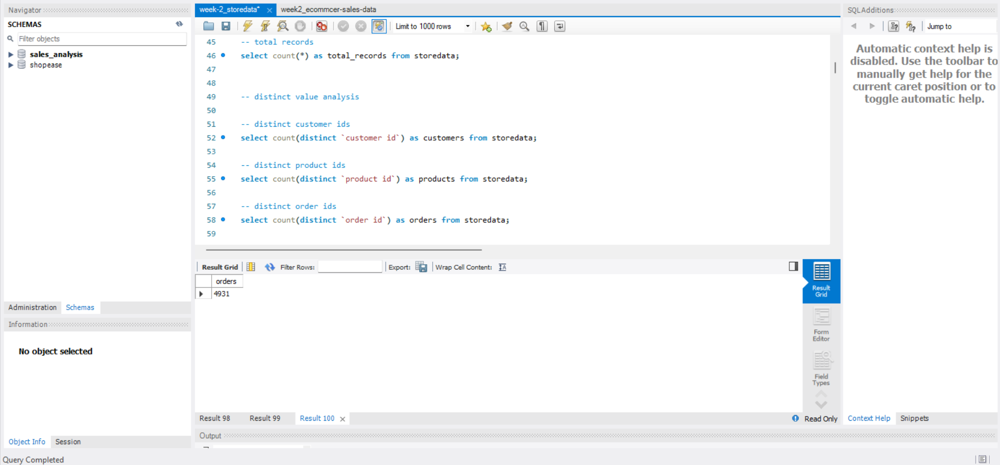 Navigator
SCHEMAS
Filter objects
sales_analysis
shopease
Administration Schemas
Information
No object selected
Object Info Session
Query Completed
week-2_storedata* week2_ecommcer-sales-data
Limit to 1000 rows
45 -- total records
46 select count(*) as total_records from storedata;
47
48
49 -- distinct value analysis
50
51 -- distinct customer ids
52 select count(distinct `customer id`) as customers from storedata;
53
54 -- distinct product ids
55 select count(distinct `product id`) as products from storedata;
56
57 -- distinct order ids
58 select count(distinct `order id`) as orders from storedata;
59
Result Grid Filter Rows: Export: Wrap Cell Content:
orders
4931
Result
Grid
Form
Editor
Field
Types
Result 98 Result 99 Result 100 Read Only
Output
SQLAdditions
Jump to
Automatic context help is
disabled. Use the toolbar to
manually get help for the
current caret position or to
toggle automatic help.
Context Help Snippets